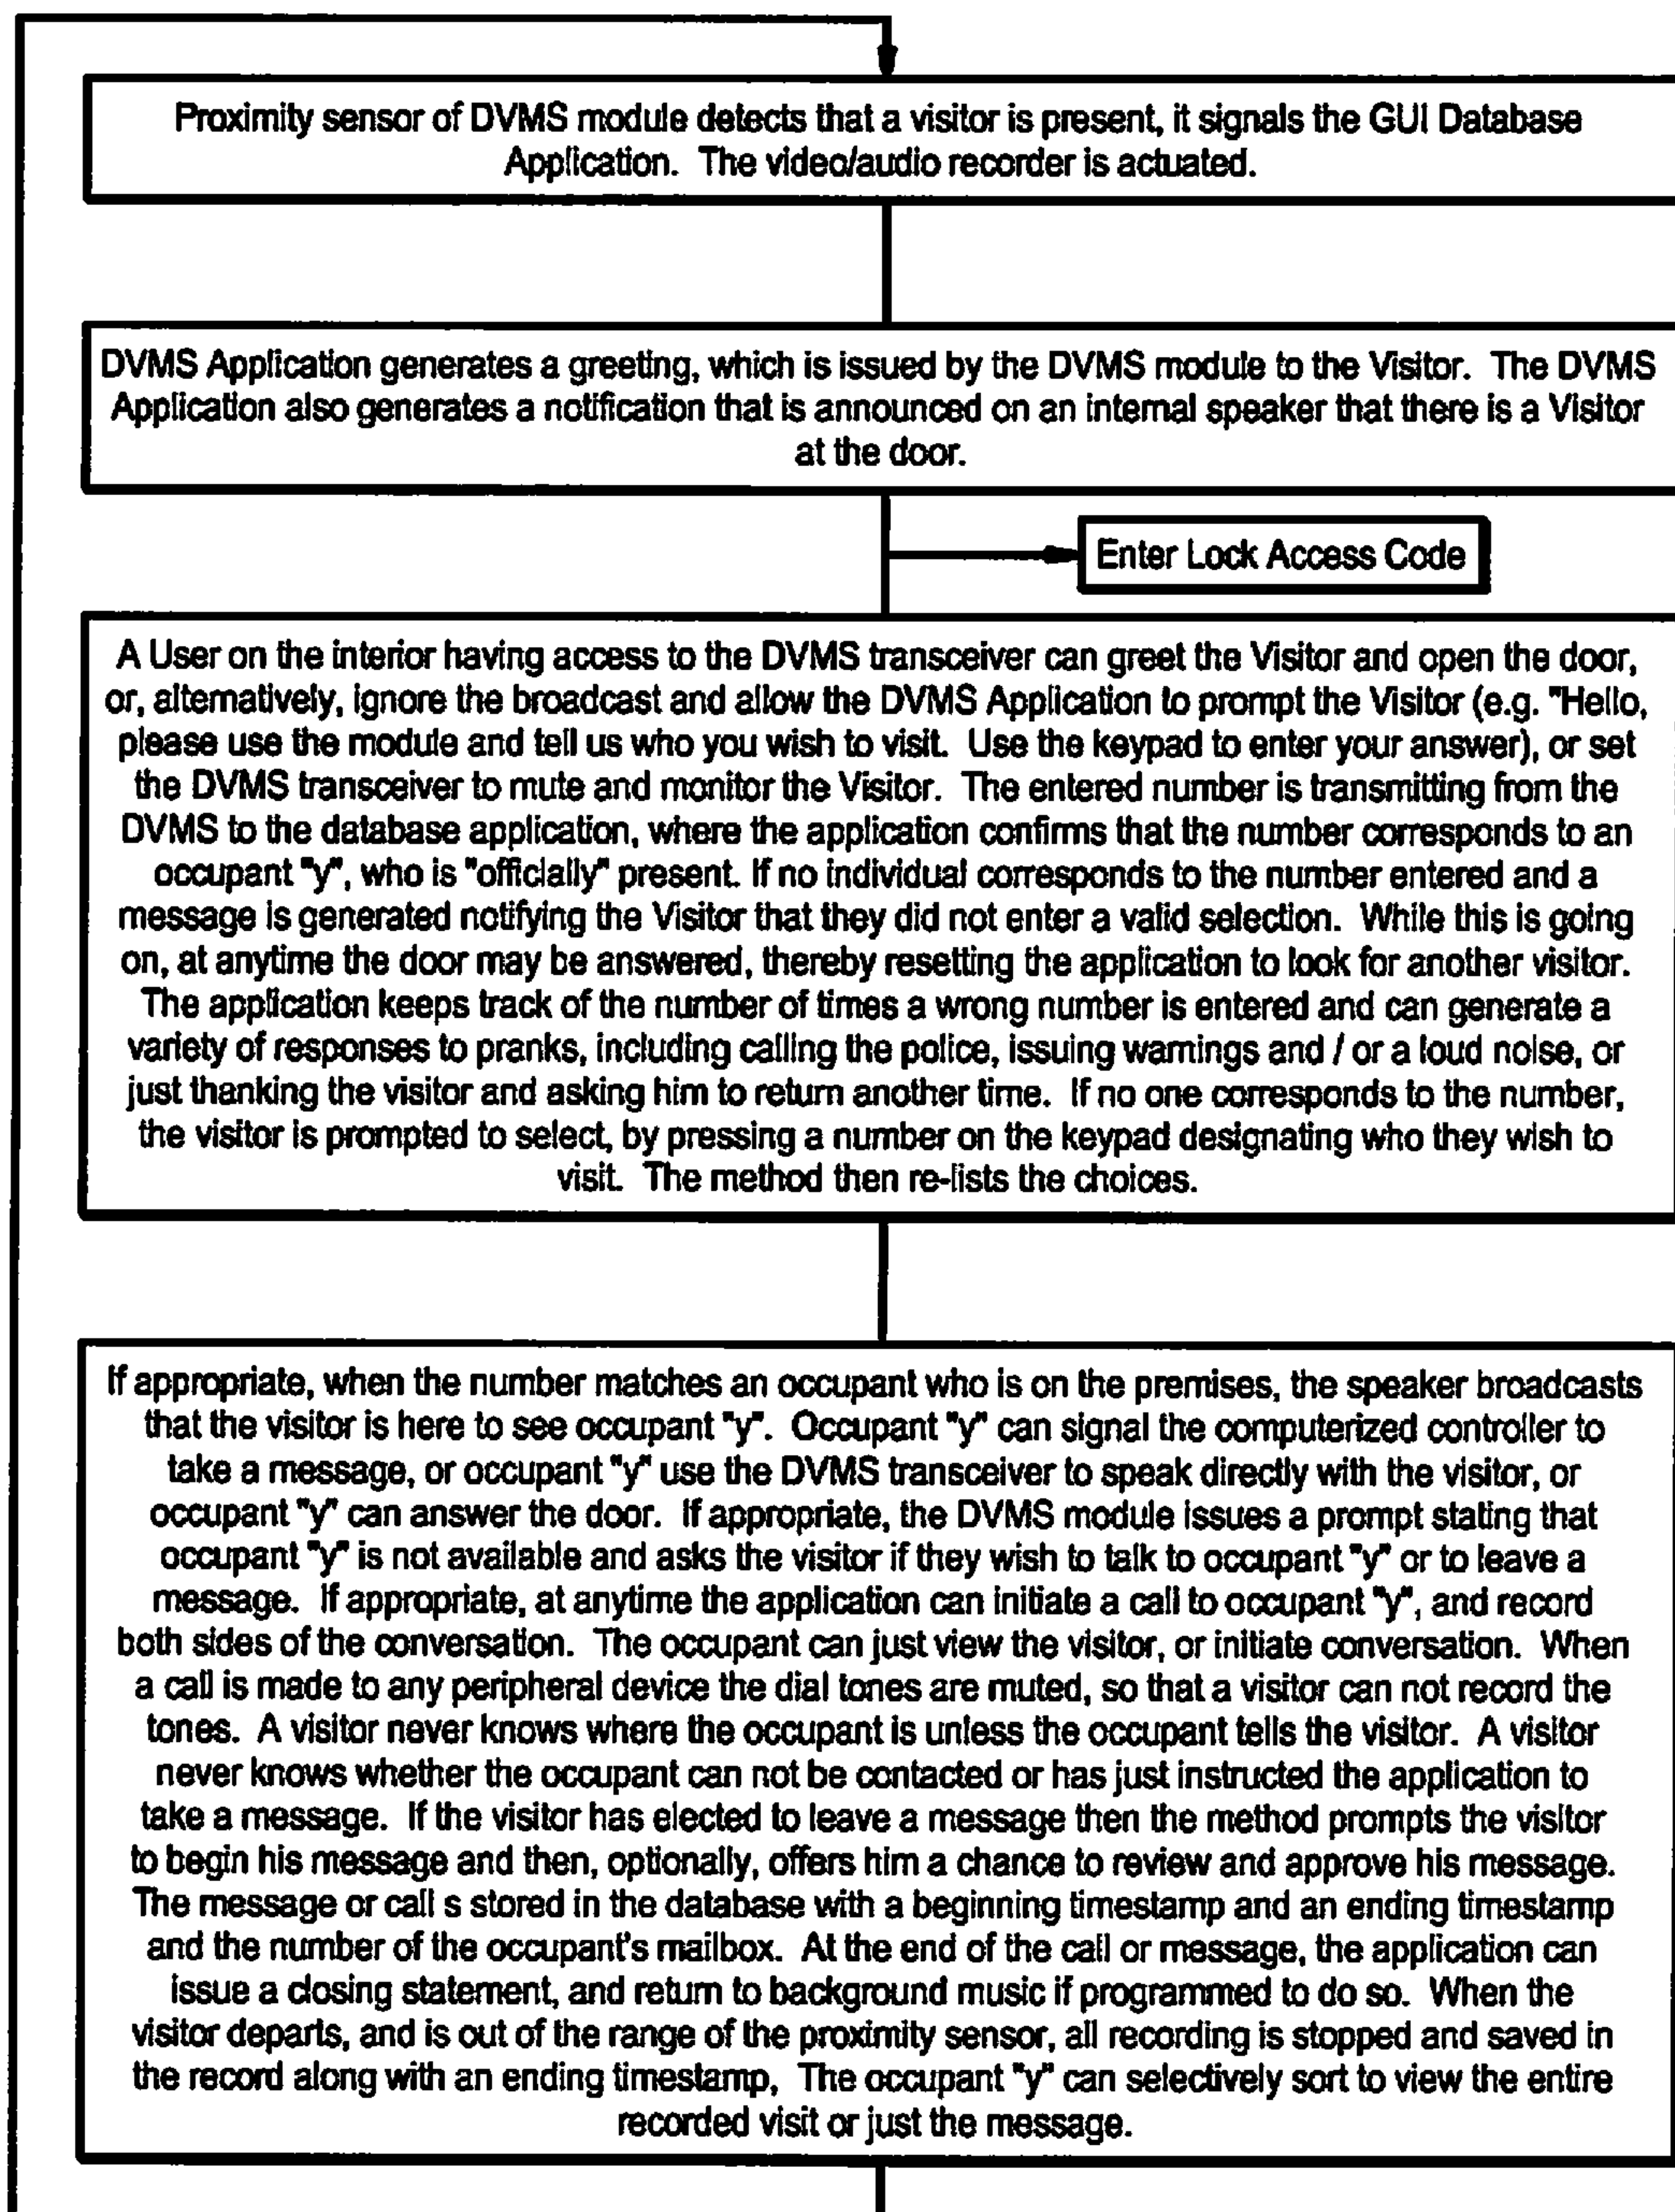 Proximity sensor of DVMS module detects that a visitor is present, it signals the GUI Database
Application. The video/audio recorder is actuated.
DVMS Application generates a greeting, which is issued by the DVMS module to the Visitor. The DVMS
Application also generates a notification that is announced on an internal speaker that there is a Visitor
at the door.
Enter Lock Access Code
A User on the interior having access to the DVMS transceiver can greet the Visitor and open the door,
or, alternatively, ignore the broadcast and allow the DVMS Application to prompt the Visitor (e.g. "Hello,
please use the module and tell us who you wish to visit. Use the keypad to enter your answer), or set
the DVMS transceiver to mute and monitor the Visitor. The entered number is transmitting from the
DVMS to the database application, where the application confirms that the number corresponds to an
occupant "y", who is "officially" present. If no individual corresponds to the number entered and a
message is generated notifying the Visitor that they did not enter a valid selection. While this is going
on, at anytime the door may be answered, thereby resetting the application to look for another visitor.
The application keeps track of the number of times a wrong number is entered and can generate a
variety of responses to pranks, including calling the police, issuing warnings and / or a loud noise, or
just thanking the visitor and asking him to return another time. If no one corresponds to the number,
the visitor is prompted to select, by pressing a number on the keypad designating who they wish to
visit. The method then re-lists the choices.
If appropriate, when the number matches an occupant who is on the premises, the speaker broadcasts
that the visitor is here to see occupant "y". Occupant "y" can signal the computerized controller to
take a message, or occupant "y" use the DVMS transceiver to speak directly with the visitor, or
occupant "y" can answer the door. If appropriate, the DVMS module issues a prompt stating that
occupant "y" is not available and asks the visitor if they wish to talk to occupant "y" or to leave a
message. If appropriate, at anytime the application can initiate a call to occupant "y", and record
both sides of the conversation. The occupant can just view the visitor, or initiate conversation. When
a call is made to any peripheral device the dial tones are muted, so that a visitor can not record the
tones. A visitor never knows where the occupant is unless the occupant tells the visitor. A visitor
never knows whether the occupant can not be contacted or has just instructed the application to
take a message. If the visitor has elected to leave a message then the method prompts the visitor
to begin his message and then, optionally, offers him a chance to review and approve his message.
The message or call s stored in the database with a beginning timestamp and an ending timestamp
and the number of the occupant's mailbox. At the end of the call or message, the application can
issue a closing statement, and return to background music if programmed to do so. When the
visitor departs, and is out of the range of the proximity sensor, all recording is stopped and saved in
the record along with an ending timestamp, The occupant "y" can selectively sort to view the entire
recorded visit or just the message.